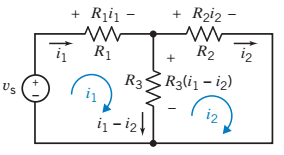 + R₁i₁ −
+ R₂i₂ −
i₁
R₁
R₂
i₂
+
vₛ
+
−
i₁
R₃
R₃(i₁ − i₂)
−
i₁ − i₂
i₂